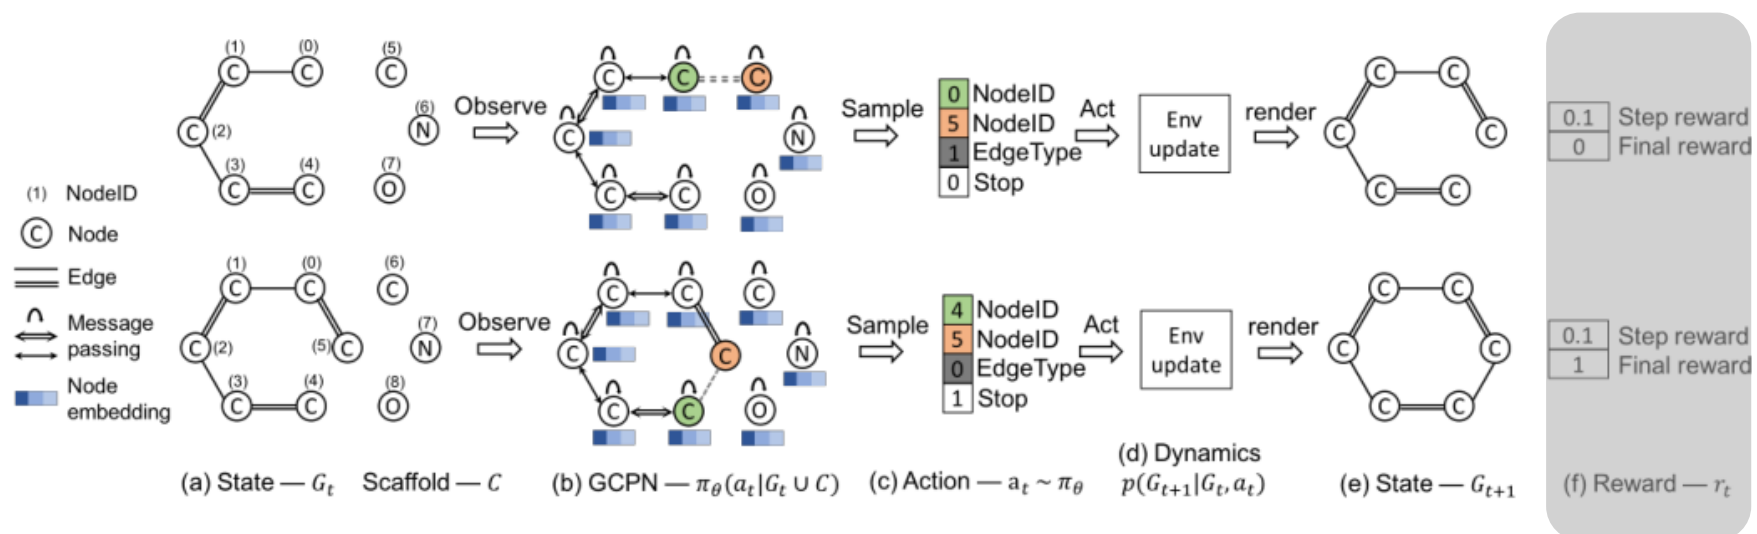 (1) (0) (5)
C C C
(6)
C (2) N
(3) (4) (7)
C C O
Observe
C C C
C N
C C O
Sample
0 NodeID
5 NodeID
1 EdgeType
0 Stop
Act
Env
update
render
C C
C C
C C
0.1 Step reward
0 Final reward
(1) NodeID
C Node
Edge
Message
passing
Node
embedding
(1) (0) (6)
C C C
(7)
C (2) (5) C N
(3) (4) (8)
C C O
Observe
C C C
C C N
C C O
Sample
4 NodeID
5 NodeID
0 EdgeType
1 Stop
Act
Env
update
render
C C
C C
C C
0.1 Step reward
1 Final reward
(a) State — G_t Scaffold — C
(b) GCPN — π_θ(a_t|G_t ∪ C)
(c) Action — a_t ~ π_θ
(d) Dynamics
p(G_{t+1}|G_t, a_t)
(e) State — G_{t+1}
(f) Reward — r_t